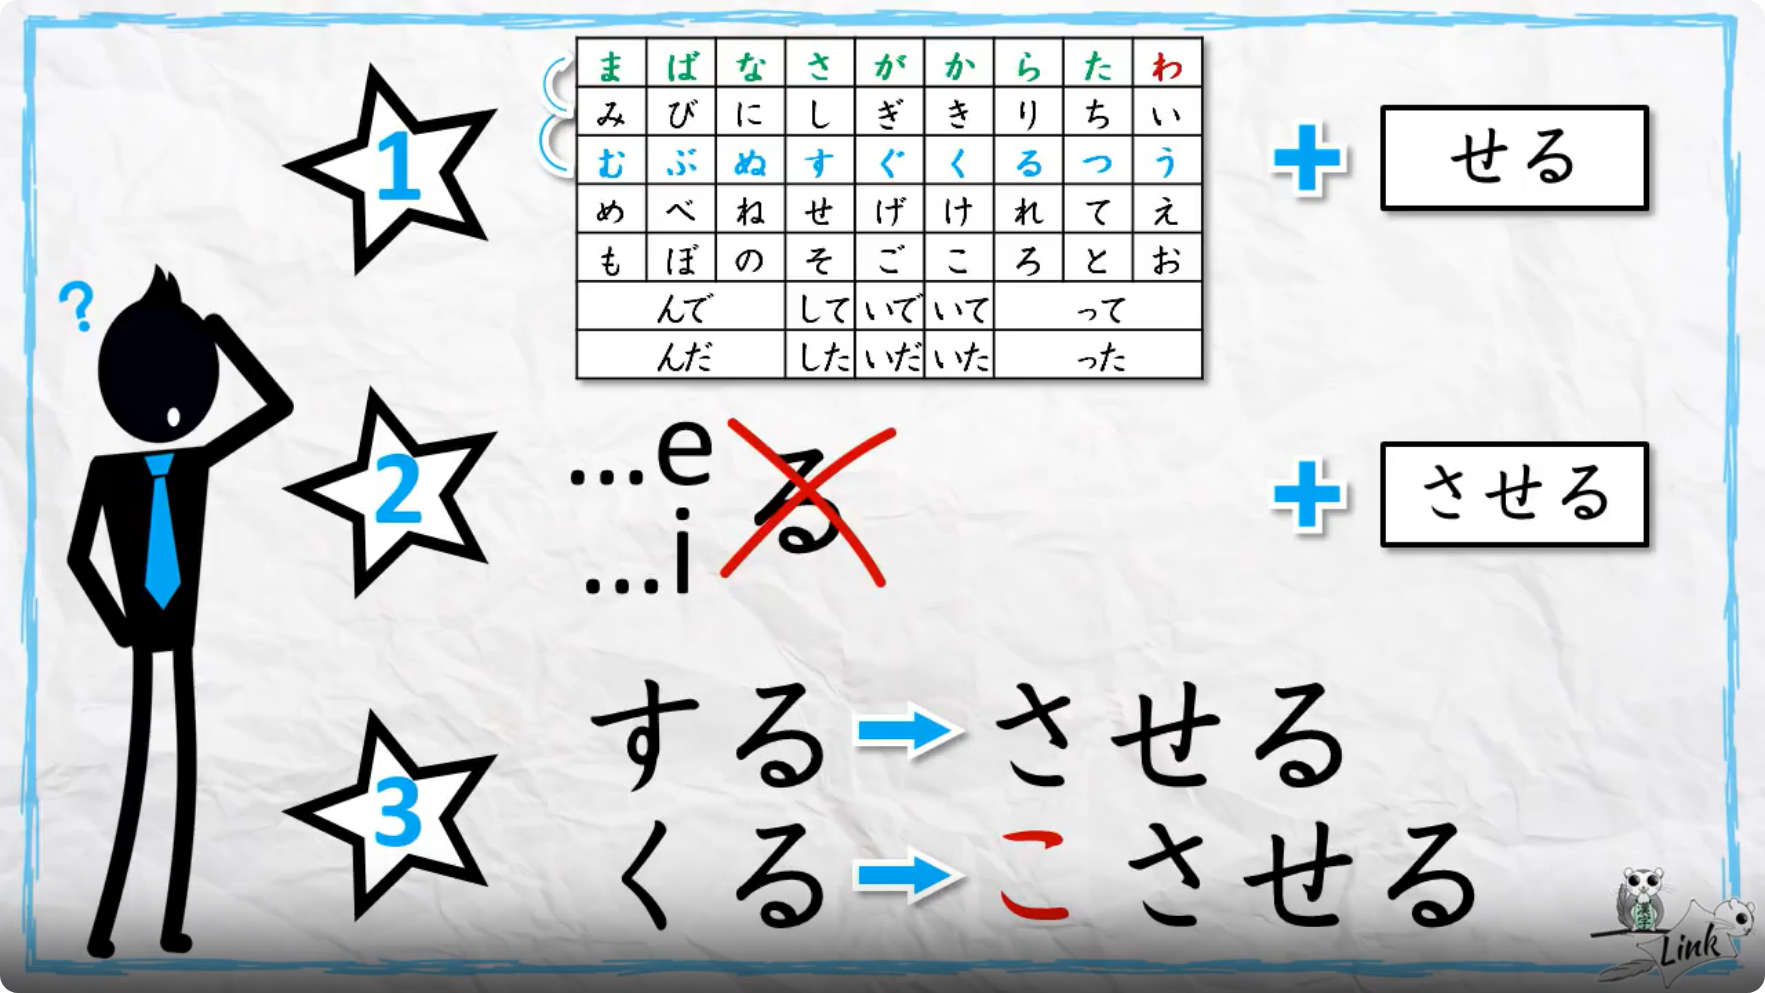 1
ま ば な さ が か ら た わ
み び に し ぎ き り ち い
む ぶ ぬ す ぐ く る つ う
め べ ね せ げ け れ て え
も ぼ の そ ご こ ろ と お
んで して いで いて って
んだ した いだ いた った
+ せる
?
2
...e る
...i
+ させる
3
する させる
くる こさせる
漢字
Link